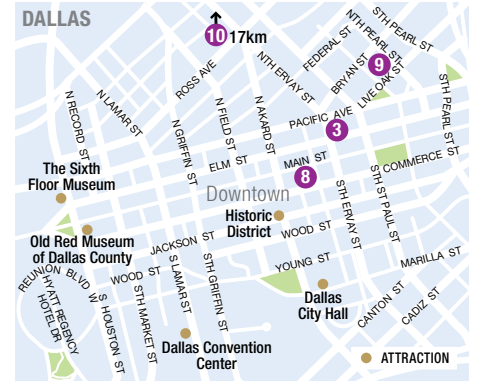 DALLAS
10 17km
STH PEARL ST
NTH PEARL ST
FEDERAL ST
9
BRYAN ST
LIVE OAK ST
NTH ERVAY ST
ROSS AVE
STH PEARL ST
N RECORD ST
N LAMAR ST
N GRIFFIN ST
N FIELD ST
N AKARD ST
PACIFIC AVE
3
ELM ST
MAIN ST
8
COMMERCE ST
The Sixth
Floor Museum
Downtown
Historic
District
STH ERVAY ST
ST PAUL ST
Old Red Museum
of Dallas County
JACKSON ST
WOOD ST
WOOD ST
YOUNG ST
MARILLA ST
REUNION BLVD W
HYATT REGENCY
HOTEL DR
S HOUSTON ST
STH MARKET ST
S LAMAR ST
STH GRIFFIN ST
Dallas
City Hall
CANTON ST
CADIZ ST
Dallas Convention
Center
ATTRACTION